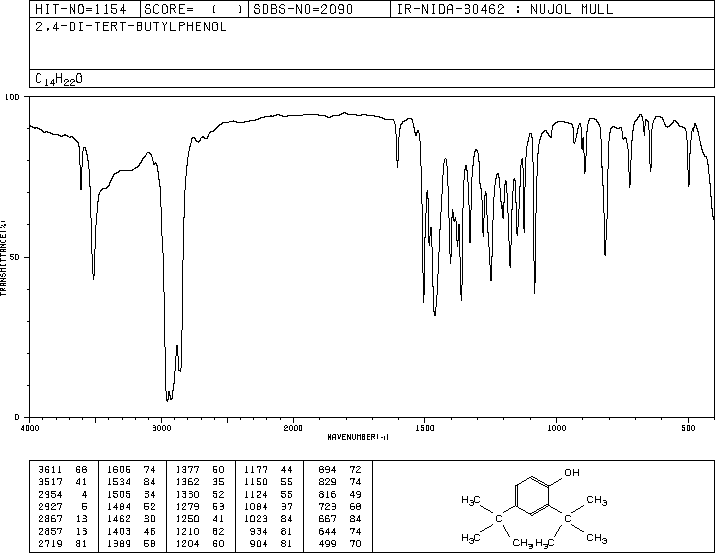 HIT-NO=1154 SCORE= ( ) SDBS-NO=2090 IR-NIDA-30462 : NUJOL MULL
2,4-DI-TERT-BUTYLPHENOL
C14H22O
100
50
0
TRANSMITTANCE(%)
4000 3000 2000 1500 1000 500
WAVENUMBER(-1)
3611 68 1606 74 1377 50 1177 44 894 72
3517 41 1534 84 1362 35 1150 55 829 74
2954 4 1505 34 1330 52 1124 55 816 49
2927 5 1484 52 1279 53 1084 37 723 68
2867 13 1462 30 1250 41 1023 84 667 84
2857 13 1403 46 1210 62 934 81 644 74
2719 81 1389 58 1204 60 904 81 499 70
OH
H3C CH3
H3C CH3
CH3 H3C